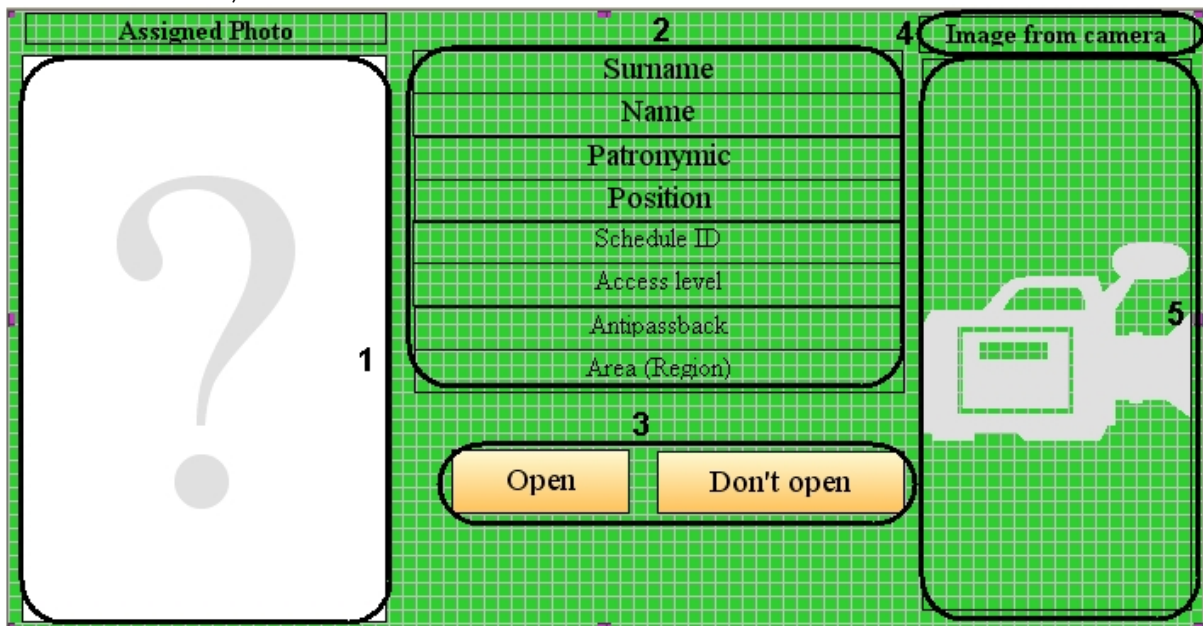 Assigned Photo
2
4
Image from camera
Surname
Name
Patronymic
Position
Schedule ID
Access level
Antipassback
Area (Region)
1
5
3
Open
Don't open